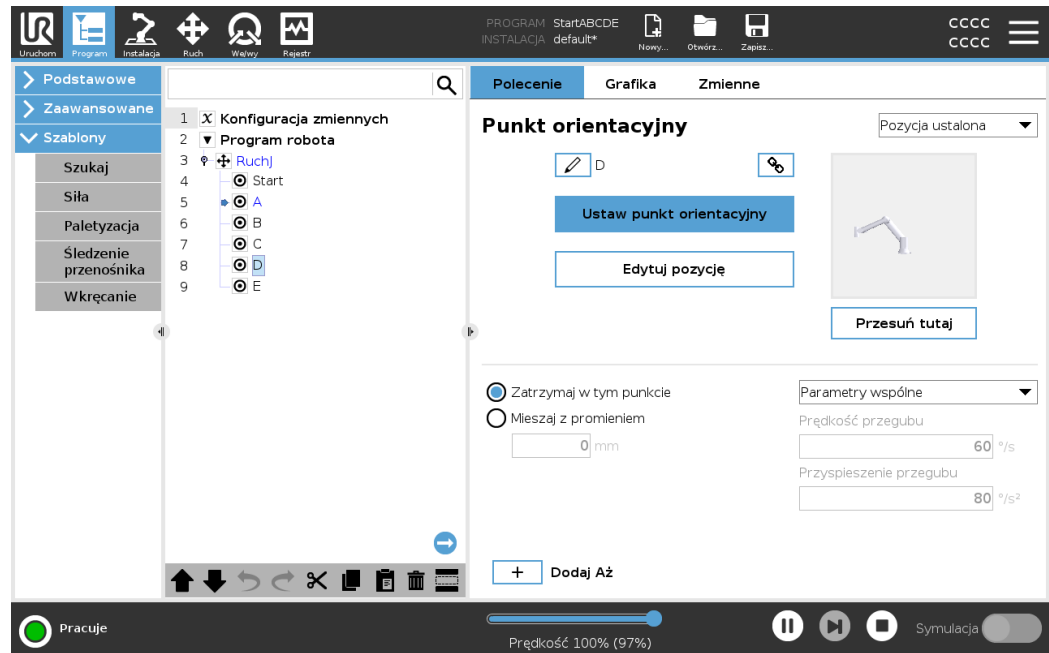 PROGRAM StartABCDE
INSTALACJA default*
CCCC
CCCC
Uruchom
Program
Instalacja
Ruch
We/wy
Rejestr
Nowy...
Otwórz...
Zapisz...
Podstawowe
Zaawansowane
Szablony
Szukaj
Siła
Paletyzacja
Śledzenie
przenośnika
Wkręcanie
1 X Konfiguracja zmiennych
2 Program robota
3 RuchJ
4 Start
5 A
6 B
7 C
8 D
9 E
Polecenie Grafika Zmienne
Punkt orientacyjny
Pozycja ustalona
D
Ustaw punkt orientacyjny
Edytuj pozycję
Przesuń tutaj
Zatrzymaj w tym punkcie
Mieszaj z promieniem
0 mm
Parametry wspólne
Prędkość przegubu
60 °/s
Przyspieszenie przegubu
80 °/s²
+ Dodaj Aż
Pracuje
Prędkość 100% (97%)
Symulacja